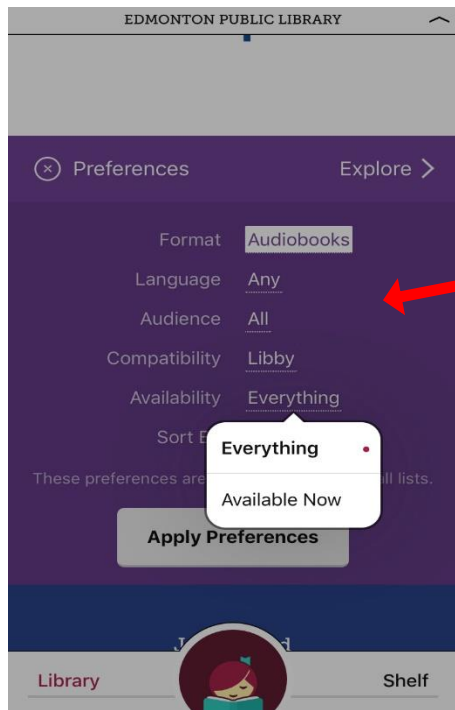 EDMONTON PUBLIC LIBRARY
Preferences Explore
Format Audiobooks
Language Any
Audience All
Compatibility Libby
Availability Everything
Sort
Everything
These preferences are lists.
Available Now
Apply Preferences
Library Shelf